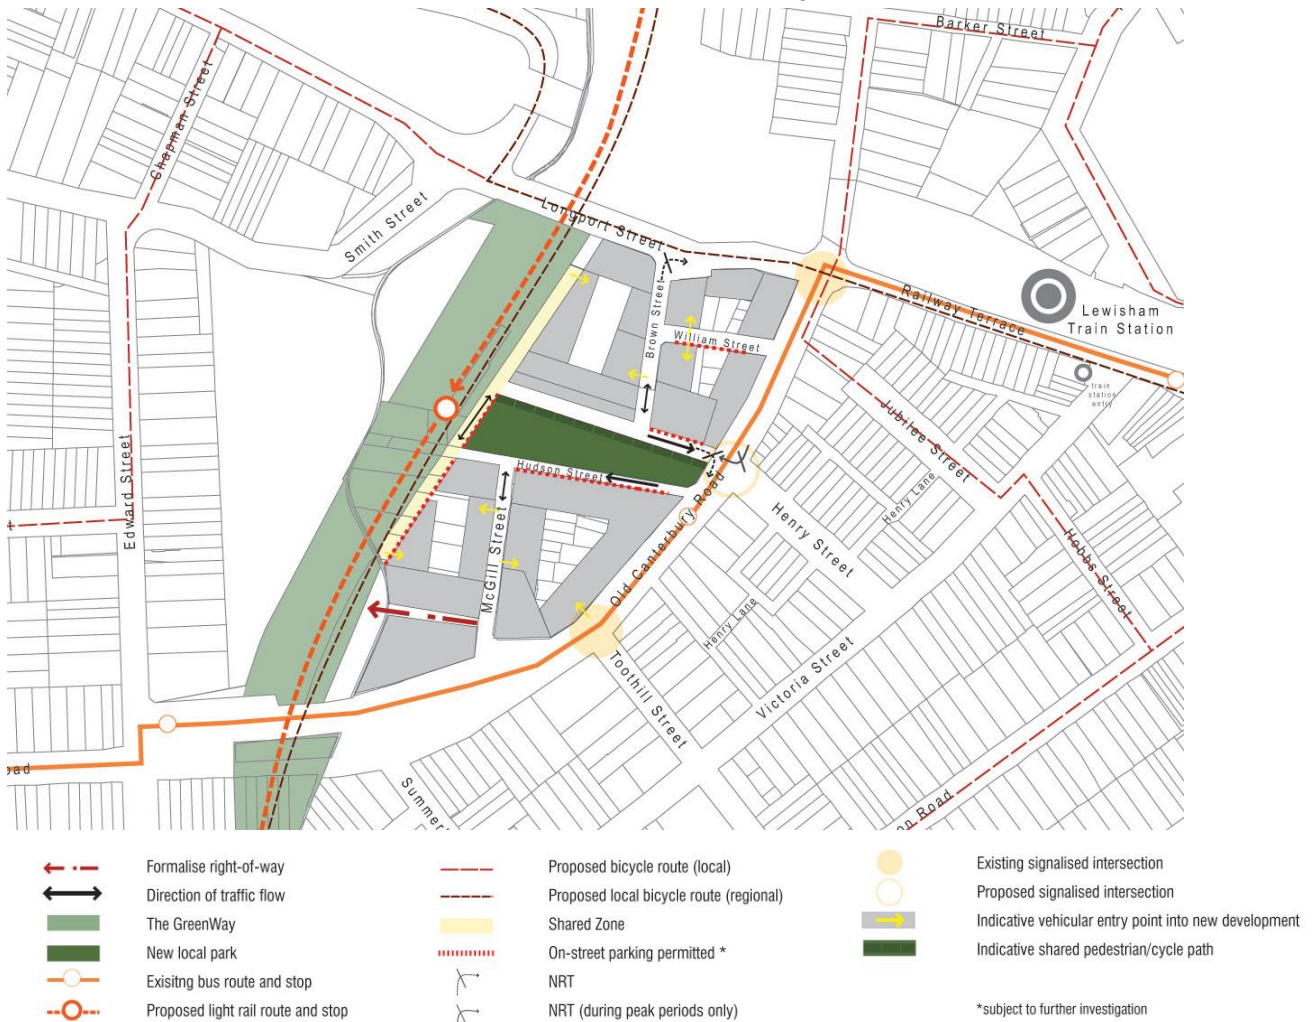 Barker Street
Chapman Street
Smith Street
Longport Street
Railway Terrace
Lewisham
Train Station
Brown Street
William Street
train
station
entry
Jubilee Street
Edward Street
Hudson Street
Henry Lane
Henry Street
Hobbs Street
McGill Street
Old Canterbury Road
Henry Lane
Victoria Street
Toothill Street
oad
Summer
on Road
Formalise right-of-way
Direction of traffic flow
The GreenWay
New local park
Exisitng bus route and stop
Proposed light rail route and stop
Proposed bicycle route (local)
Proposed local bicycle route (regional)
Shared Zone
On-street parking permitted *
NRT
NRT (during peak periods only)
Existing signalised intersection
Proposed signalised intersection
Indicative vehicular entry point into new development
Indicative shared pedestrian/cycle path
*subject to further investigation